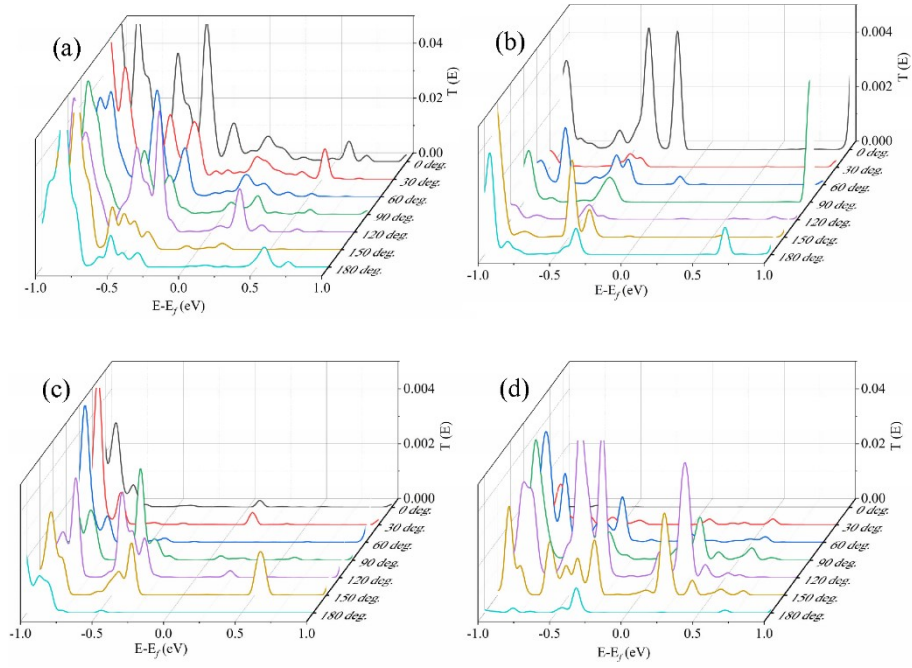 (a)
0.04
0.02
0.00
T (E)
0 deg.
30 deg.
60 deg.
90 deg.
120 deg.
150 deg.
180 deg.
-1.0 -0.5 0.0 0.5 1.0
E-Ef (eV)
(b)
0.004
0.002
0.000
T (E)
0 deg.
30 deg.
60 deg.
90 deg.
120 deg.
150 deg.
180 deg.
-1.0 -0.5 0.0 0.5 1.0
E-Ef (eV)
(c)
0.004
0.002
0.000
T (E)
0 deg.
30 deg.
60 deg.
90 deg.
120 deg.
150 deg.
180 deg.
-1.0 -0.5 0.0 0.5 1.0
E-Ef (eV)
(d)
0.04
0.02
0.00
T (E)
0 deg.
30 deg.
60 deg.
90 deg.
120 deg.
150 deg.
180 deg.
-1.0 -0.5 0.0 0.5 1.0
E-Ef (eV)